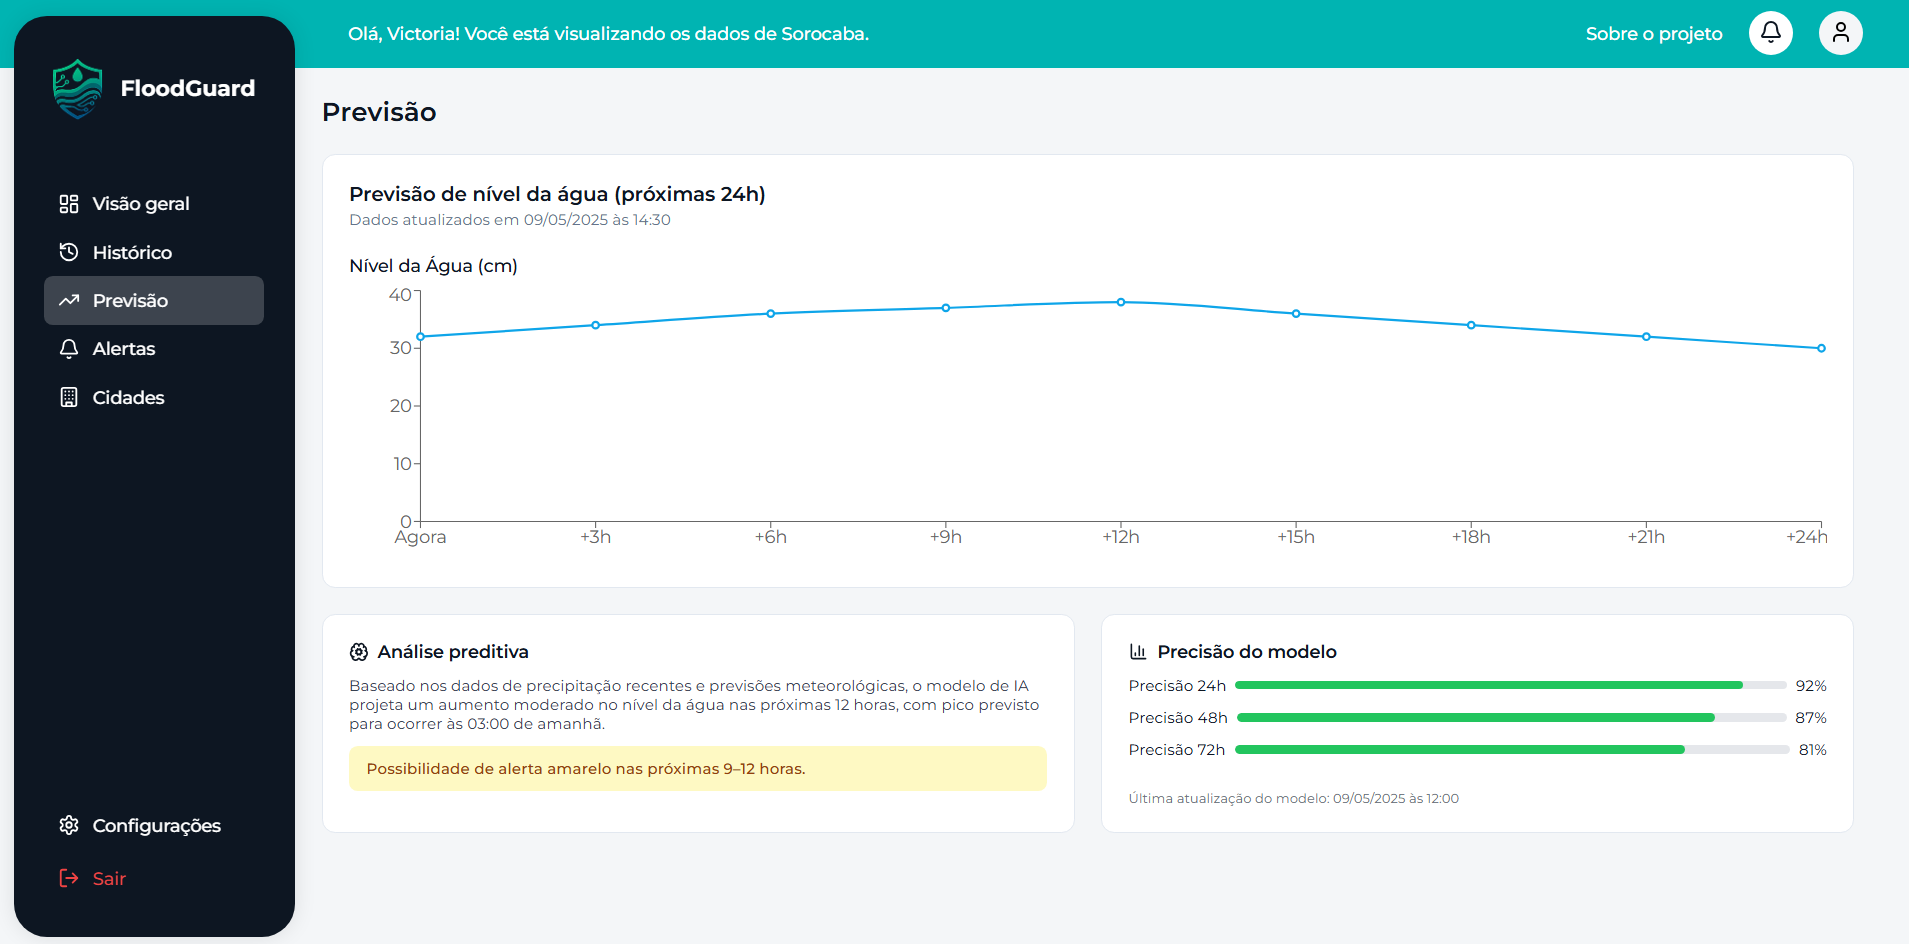 FloodGuard
Visão geral
Histórico
Previsão
Alertas
Cidades
Configurações
Sair
Olá, Victoria! Você está visualizando os dados de Sorocaba.
Sobre o projeto
Previsão
Previsão de nível da água (próximas 24h)
Dados atualizados em 09/05/2025 às 14:30
Nível da Água (cm)
40
30
20
10
0
Agora +3h +6h +9h +12h +15h +18h +21h +24h
Análise preditiva
Baseado nos dados de precipitação recentes e previsões meteorológicas, o modelo de IA
projeta um aumento moderado no nível da água nas próximas 12 horas, com pico previsto
para ocorrer às 03:00 de amanhã.
Possibilidade de alerta amarelo nas próximas 9–12 horas.
Precisão do modelo
Precisão 24h 92%
Precisão 48h 87%
Precisão 72h 81%
Última atualização do modelo: 09/05/2025 às 12:00